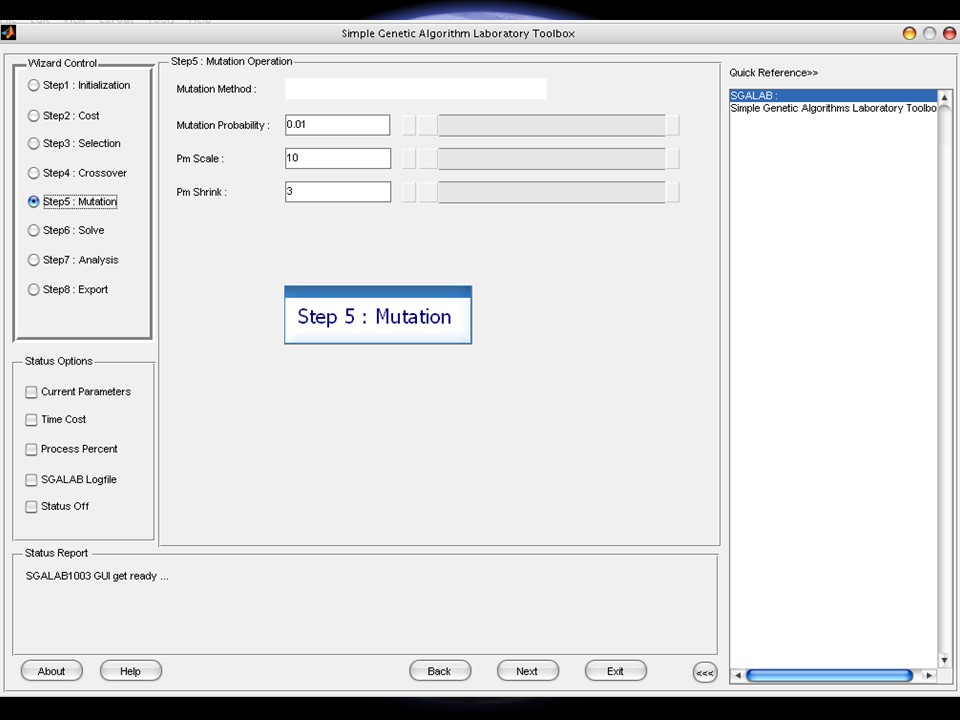 Simple Genetic Algorithm Laboratory Toolbox
Wizard Control
Step1 : Initialization
Step2 : Cost
Step3 : Selection
Step4 : Crossover
Step5 : Mutation
Step6 : Solve
Step7 : Analysis
Step8 : Export
Status Options
Current Parameters
Time Cost
Process Percent
SGALAB Logfile
Status Off
Step5 : Mutation Operation
Mutation Method :
Mutation Probability : 0.01
Pm Scale : 10
Pm Shrink : 3
Step 5 : Mutation
Quick Reference>>
SGALAB :
Simple Genetic Algorithms Laboratory Toolbo
Status Report
SGALAB1003 GUI get ready ...
About Help Back Next Exit <<<